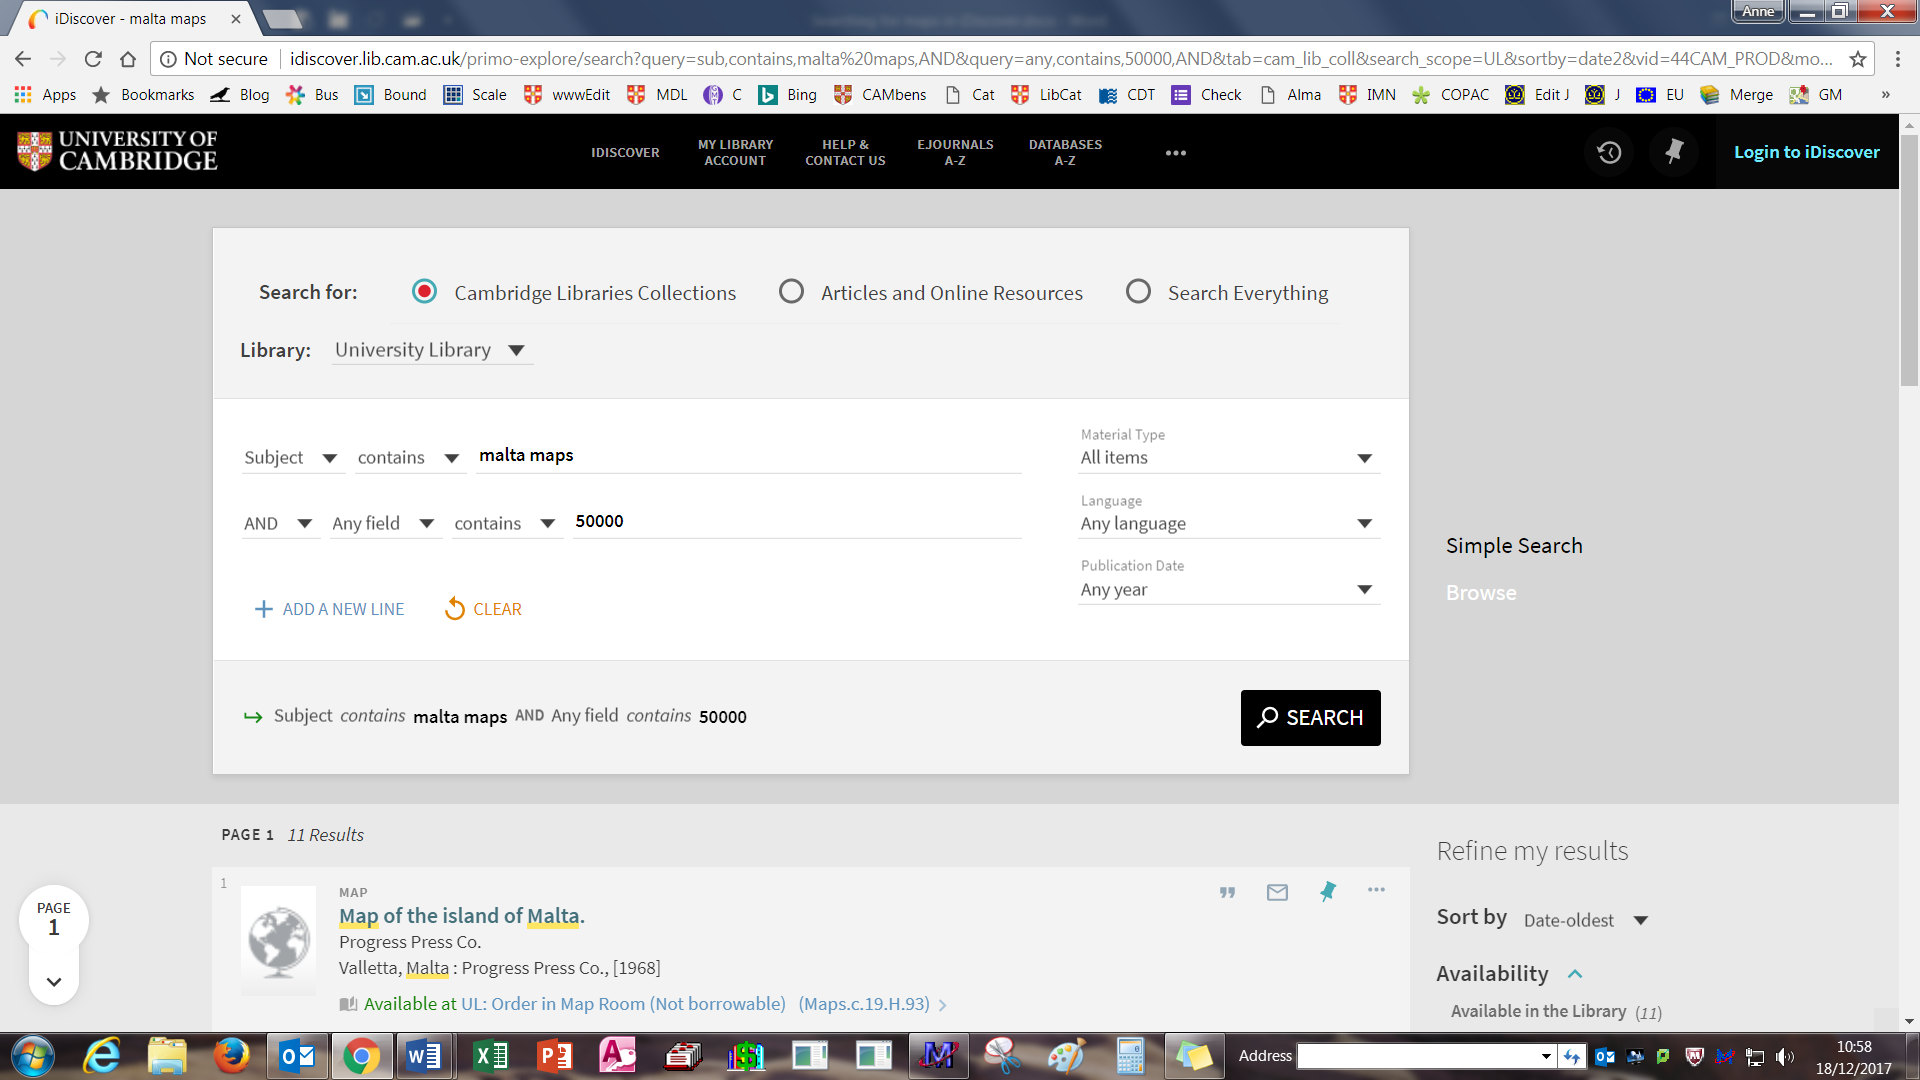 iDiscover - malta maps
Anne
Not secure idiscover.lib.cam.ac.uk/primo-explore/search?query=sub,contains,malta%20maps,AND&query=any,contains,50000,AND&tab=cam_lib_coll&search_scope=UL&sortby=date2&vid=44CAM_PROD&mo...
Apps Bookmarks Blog Bus Bound Scale wwwEdit MDL C Bing CAMbens Cat LibCat CDT Check Alma IMN COPAC Edit J J EU Merge GM »
UNIVERSITY OF
CAMBRIDGE
IDISCOVER
MY LIBRARY
ACCOUNT
HELP &
CONTACT US
EJOURNALS
A-Z
DATABASES
A-Z
Login to iDiscover
Search for: Cambridge Libraries Collections Articles and Online Resources Search Everything
Library: University Library
Subject contains malta maps
AND Any field contains 50000
ADD A NEW LINE CLEAR
Material Type
All items
Language
Any language
Publication Date
Any year
Simple Search
Browse
Subject contains malta maps AND Any field contains 50000
SEARCH
PAGE 1 11 Results
PAGE
1
1
MAP
Map of the island of Malta.
Progress Press Co.
Valletta, Malta : Progress Press Co., [1968]
Available at UL: Order in Map Room (Not borrowable) (Maps.c.19.H.93)
Refine my results
Sort by Date-oldest
Availability
Available in the Library (11)
Address
10:58
18/12/2017